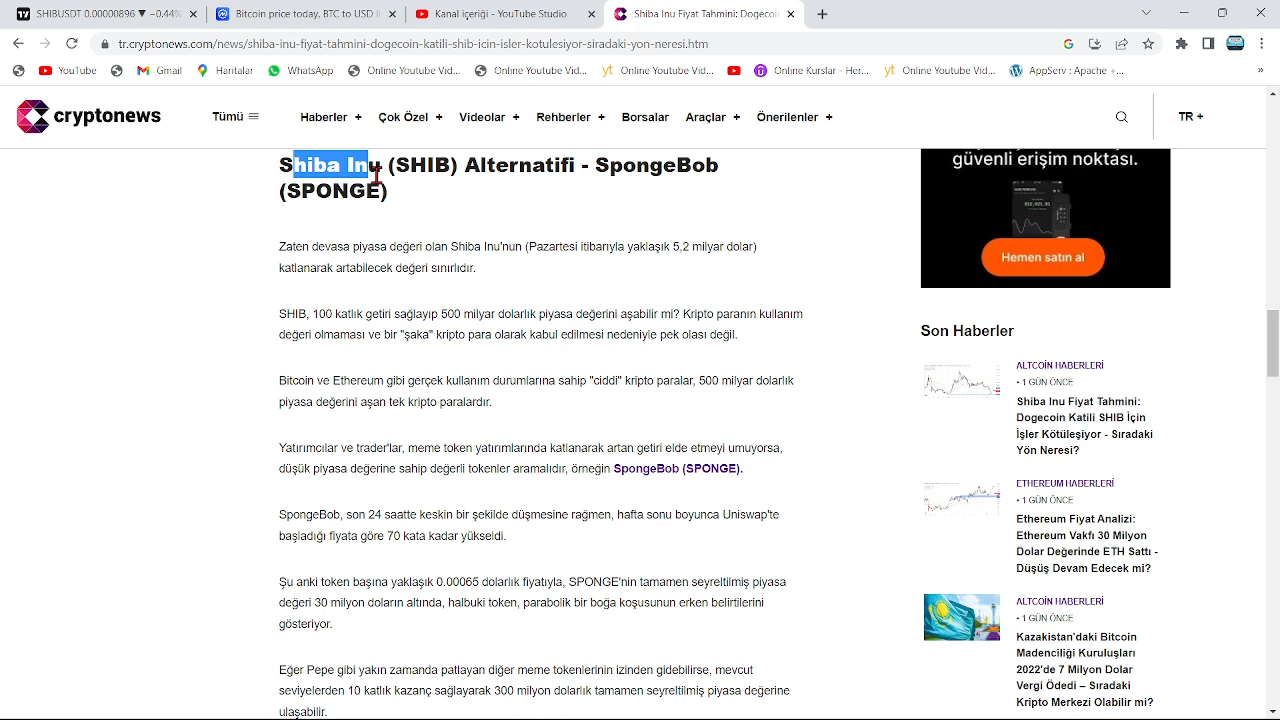 SHIBUSDT 0.00000896 ▼ −0.44%
Bitcoin price today, BTC to USD li
Kanal içeriği - YouTube Studio
Shiba Inu Fiyat Tahmini: Dogecoin
tr.cryptonews.com/news/shiba-inu-fiyat-tahmini-dogecoin-katili-shib-icin-isler-kotulesiyor-siradaki-yon-neresi.htm
YouTube
Gmail
Haritalar
WhatsApp
Online Youtube Vid...
Online Youtube Vid...
Online Youtube Vid...
Online Kurslar - Her...
Online Youtube Vid...
AppServ : Apache +...
»
cryptonews
Tümü
Haberler +
Çok Özel +
Videolar +
Rehberler +
Borsalar
Araçlar +
Önerilenler +
TR +
Shiba Inu (SHIB) Alternatifi - SpongeBob
(SPONGE)
Zaten değeri milyarlarca dolar değeri olan Shiba Inu'nun (Pazartesi itibarıyla yaklaşık 5,2 milyar dolar)
katlanarak artabilecek değeri sınırlıdır.
SHIB, 100 katlık getiri sağlayıp 500 milyar dolarlık piyasa değerini aşabilir mi? Kripto paranın kullanım
değeri olmaması ve bir "şaka" kripto para olarak kabul edilmesi nedeniyle pek olası değil.
Bitcoin ve Ethereum gibi gerçek kullanım durumlarına sahip "ciddi" kripto paralar, 500 milyar dolarlık
piyasa değerini aşan tek kripto paralardır.
Yatırımcılar ve trader'lar, meme token yatırımlarında katlanarak artan getiri elde etmeyi umuyorsa,
düşük piyasa değerine sahip değerli tokenler aramalıdır, örneğin SpongeBob (SPONGE).
SpongeBob, son 24 saatte keskin bir şekilde düşmesine rağmen, hafta sonu boyunca Uniswap'te
başladığı fiyata göre 70 kata kadar yükseldi.
Şu anki token başına yaklaşık 0.00065 dolarlık fiyatıyla, SPONGE'nin tamamen seyreltilmiş piyasa
değeri 30 milyon doların altında, halbuki token, parabolik bir boğa koşusunun erken belirtilerini
gösteriyor.
Eğer Pepe gibi yakın zamanda patlayan diğer meme tokenlerinin izinden gidebilirse, mevcut
seviyelerden 10 katın kazanç sağlayarak 300 milyon dolarlık tamamen seyreltilmiş piyasa değerine
ulaşabilir.
güvenli erişim noktası.
Hemen satın al
Son Haberler
ALTCOİN HABERLERİ
• 1 GÜN ÖNCE
Shiba Inu Fiyat Tahmini:
Dogecoin Katili SHIB İçin
İşler Kötüleşiyor - Sıradaki
Yön Neresi?
ETHEREUM HABERLERİ
• 1 GÜN ÖNCE
Ethereum Fiyat Analizi:
Ethereum Vakfı 30 Milyon
Dolar Değerinde ETH Sattı -
Düşüş Devam Edecek mi?
ALTCOİN HABERLERİ
• 1 GÜN ÖNCE
Kazakistan'daki Bitcoin
Madenciliği Kuruluşları
2022'de 7 Milyon Dolar
Vergi Ödedi – Sıradaki
Kripto Merkezi Olabilir mi?